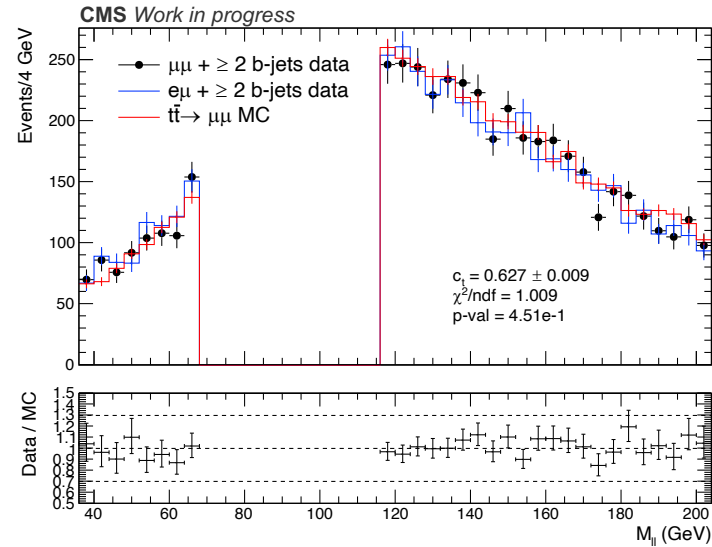 CMS Work in progress
Events/4 GeV
250
200
150
100
50
0
μμ + ≥ 2 b-jets data
eμ + ≥ 2 b-jets data
tt̄→ μμ MC
c_t = 0.627 ± 0.009
χ²/ndf = 1.009
p-val = 4.51e-1
Data / MC
1.5
1.4
1.3
1.2
1.1
1.0
0.9
0.8
0.7
0.6
0.5
40 60 80 100 120 140 160 180 200
M_ll (GeV)